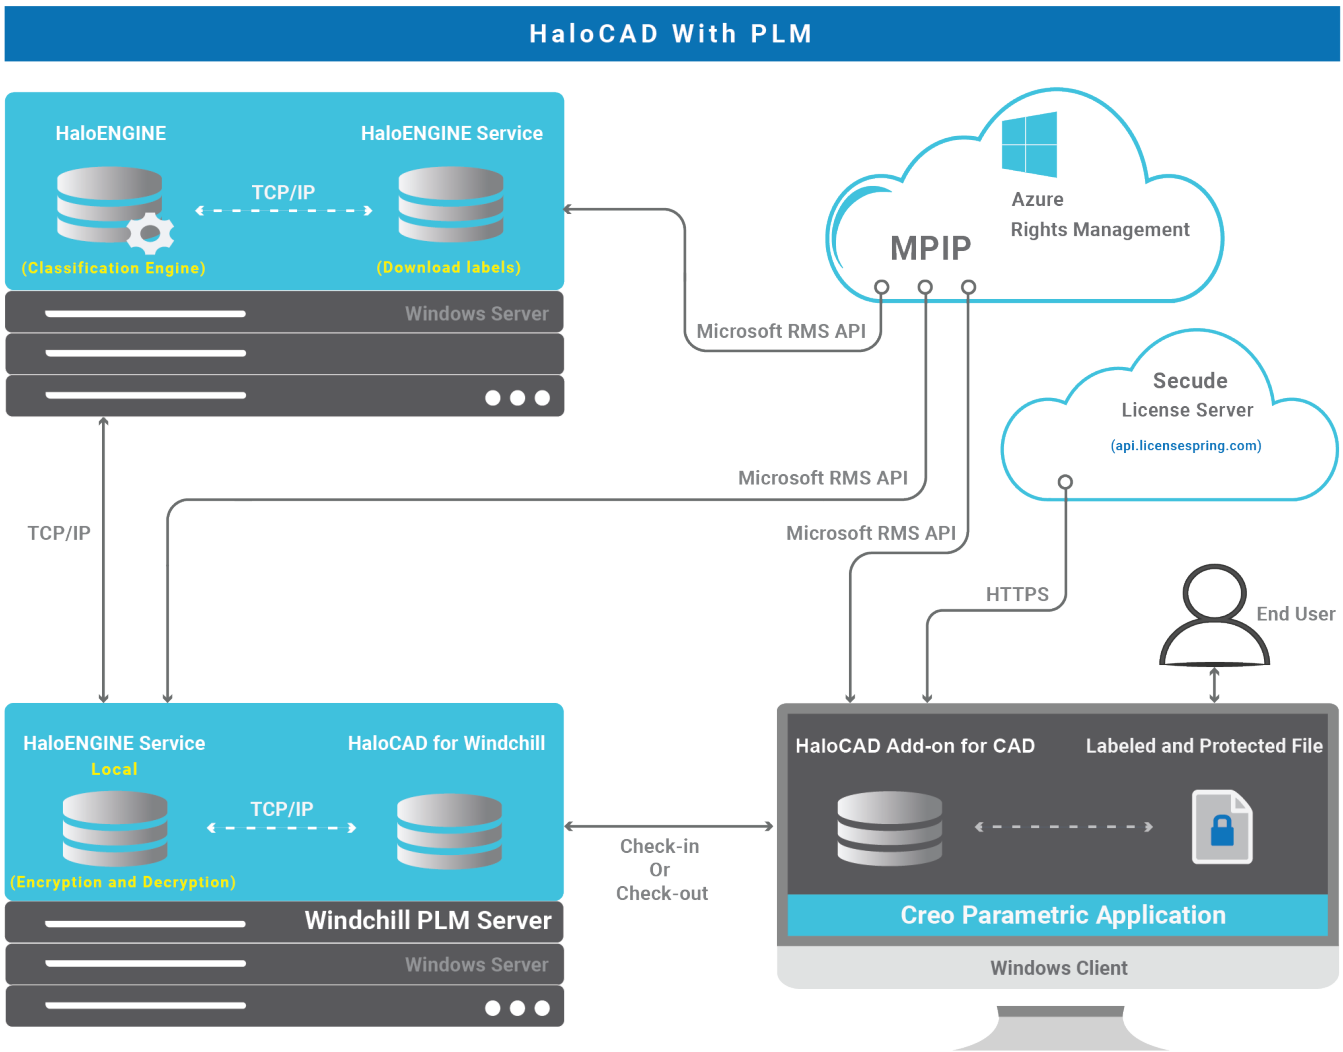 HaloCAD With PLM
HaloENGINE
HaloENGINE Service
TCP/IP
(Classification Engine)
(Download labels)
Windows Server
Azure
Rights Management
MPIP
Microsoft RMS API
Secude
License Server
(api.licensespring.com)
Microsoft RMS API
Microsoft RMS API
TCP/IP
HTTPS
End User
HaloENGINE Service
Local
HaloCAD for Windchill
TCP/IP
(Encryption and Decryption)
Windchill PLM Server
Windows Server
Check-in
Or
Check-out
HaloCAD Add-on for CAD
Labeled and Protected File
Creo Parametric Application
Windows Client